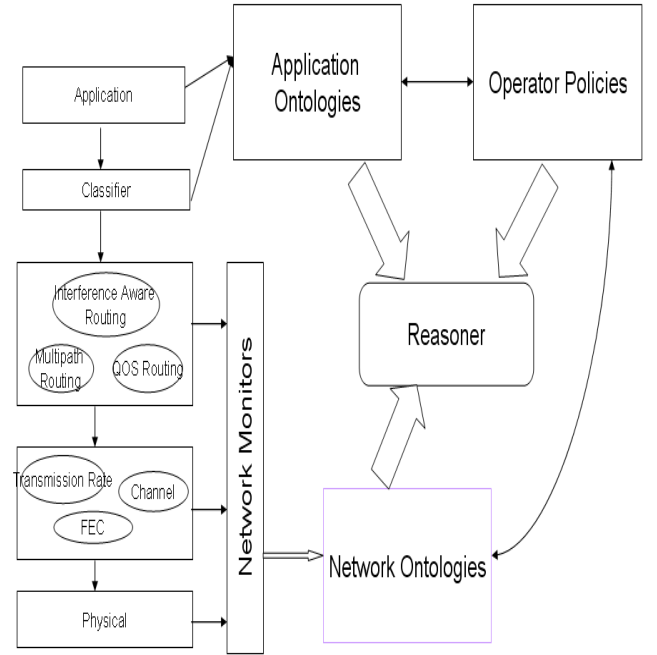 Application
Ontologies
Operator Policies
Application
Classifier
Interference Aware
Routing
Multipath
Routing
QOS Routing
Network Monitors
Reasoner
Transmission Rate
Channel
FEC
Network Ontologies
Physical